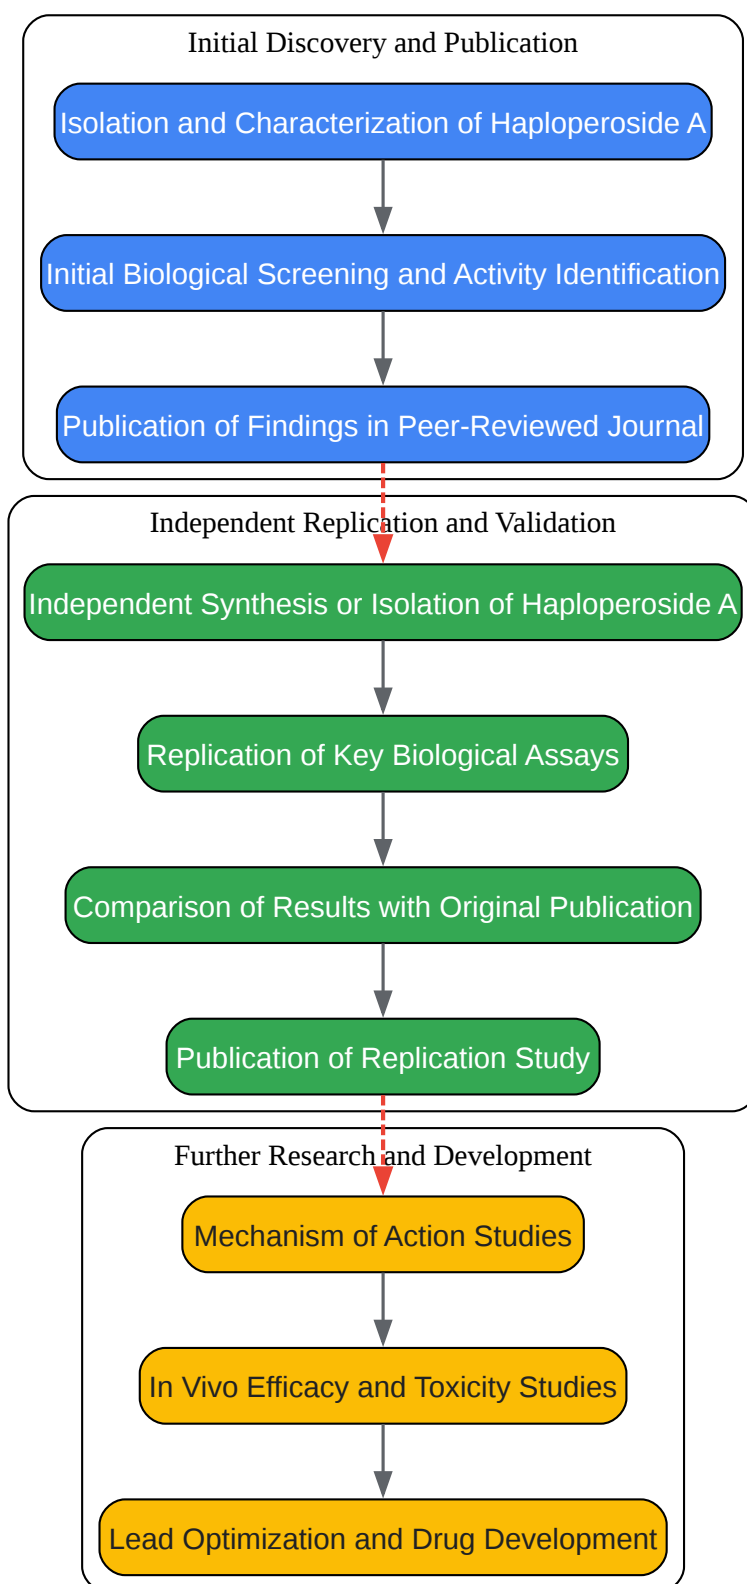 Initial Discovery and Publication
Isolation and Characterization of Haploperoside A
Initial Biological Screening and Activity Identification
Publication of Findings in Peer-Reviewed Journal
Independent Replication and Validation
Independent Synthesis or Isolation of Haploperoside A
Replication of Key Biological Assays
Comparison of Results with Original Publication
Publication of Replication Study
Further Research and Development
Mechanism of Action Studies
In Vivo Efficacy and Toxicity Studies
Lead Optimization and Drug Development